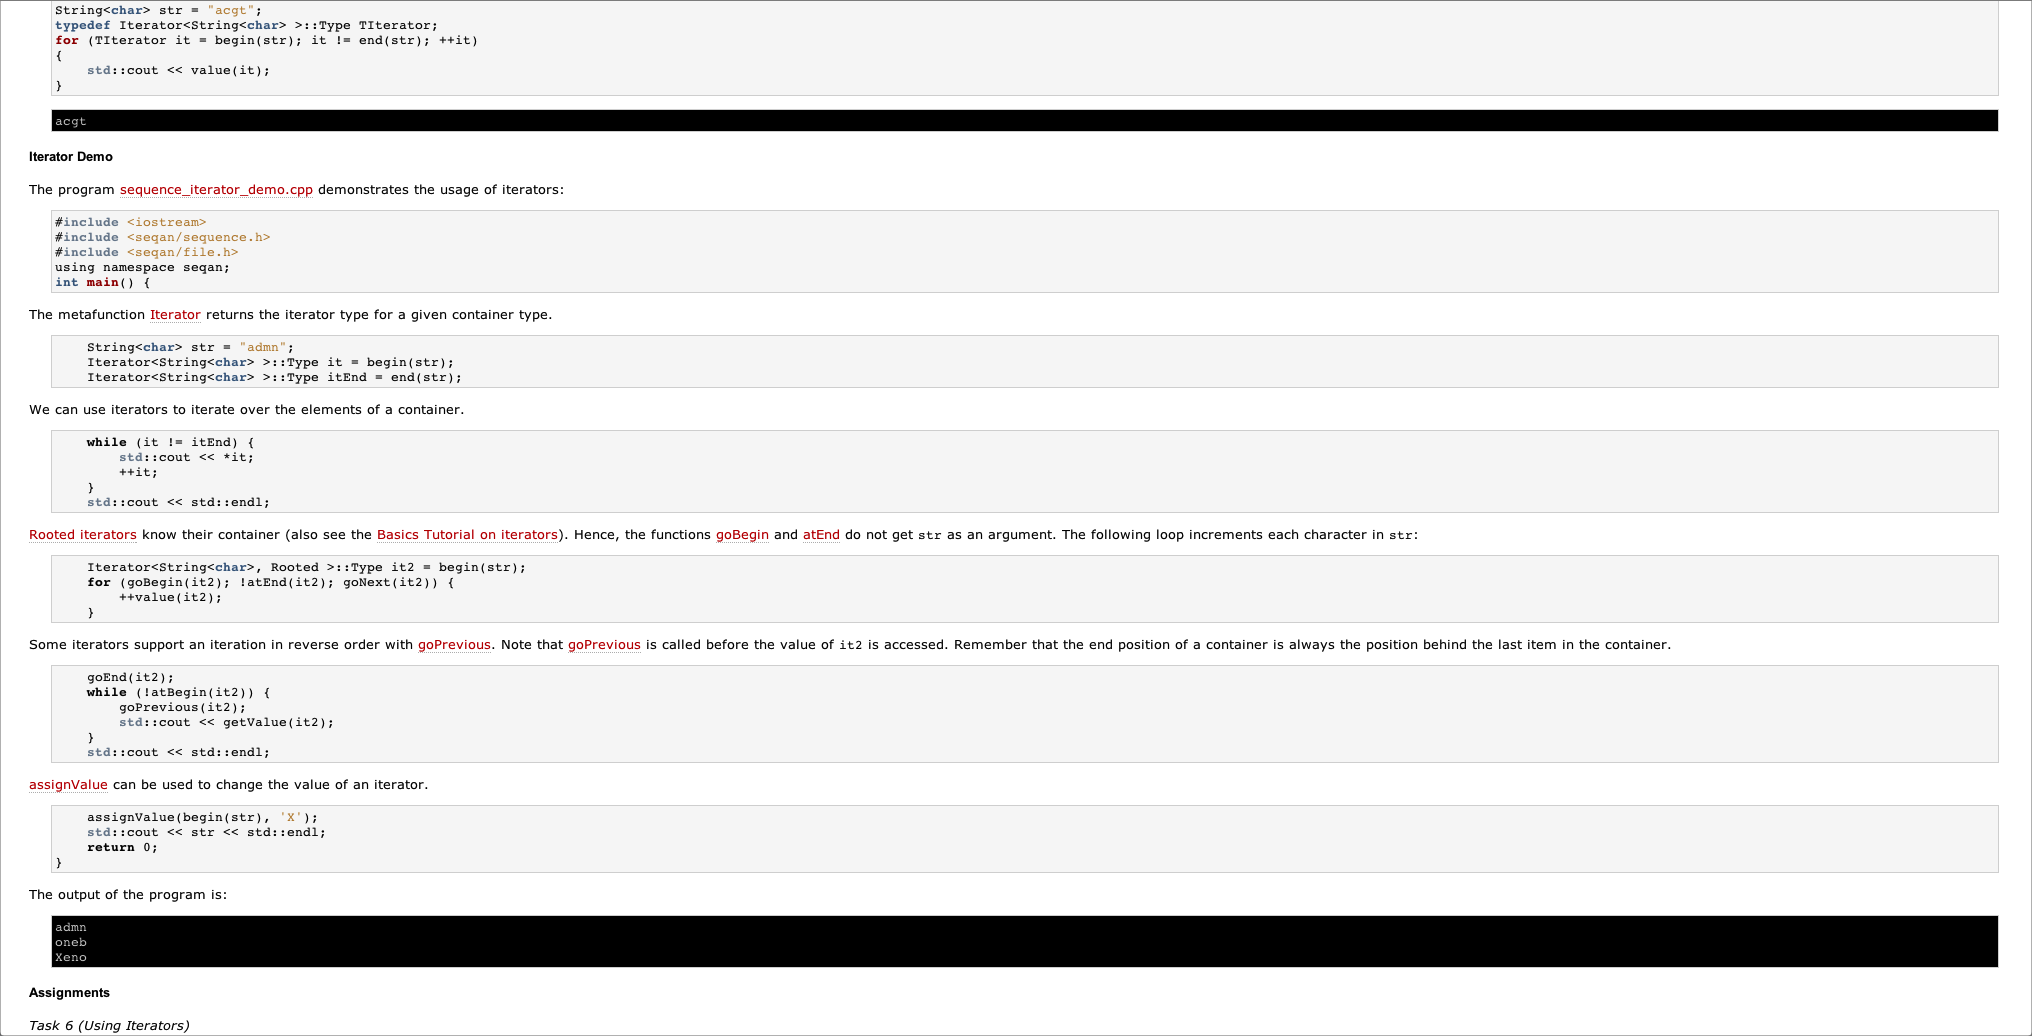 String<char> str = "acgt";
typedef Iterator<String<char> >::Type TIterator;
for (TIterator it = begin(str); it != end(str); ++it)
{
    std::cout << value(it);
}
acgt
Iterator Demo
The program sequence_iterator_demo.cpp demonstrates the usage of iterators:
#include <iostream>
#include <seqan/sequence.h>
#include <seqan/file.h>
using namespace seqan;
int main() {
The metafunction Iterator returns the iterator type for a given container type.
    String<char> str = "admn";
    Iterator<String<char> >::Type it = begin(str);
    Iterator<String<char> >::Type itEnd = end(str);
We can use iterators to iterate over the elements of a container.
    while (it != itEnd) {
        std::cout << *it;
        ++it;
    }
    std::cout << std::endl;
Rooted iterators know their container (also see the Basics Tutorial on iterators). Hence, the functions goBegin and atEnd do not get str as an argument. The following loop increments each character in str:
    Iterator<String<char>, Rooted >::Type it2 = begin(str);
    for (goBegin(it2); !atEnd(it2); goNext(it2)) {
        ++value(it2);
    }
Some iterators support an iteration in reverse order with goPrevious. Note that goPrevious is called before the value of it2 is accessed. Remember that the end position of a container is always the position behind the last item in the container.
    goEnd(it2);
    while (!atBegin(it2)) {
        goPrevious(it2);
        std::cout << getValue(it2);
    }
    std::cout << std::endl;
assignValue can be used to change the value of an iterator.
    assignValue(begin(str), 'X');
    std::cout << str << std::endl;
    return 0;
}
The output of the program is:
admn
oneb
Xeno
Assignments
Task 6 (Using Iterators)